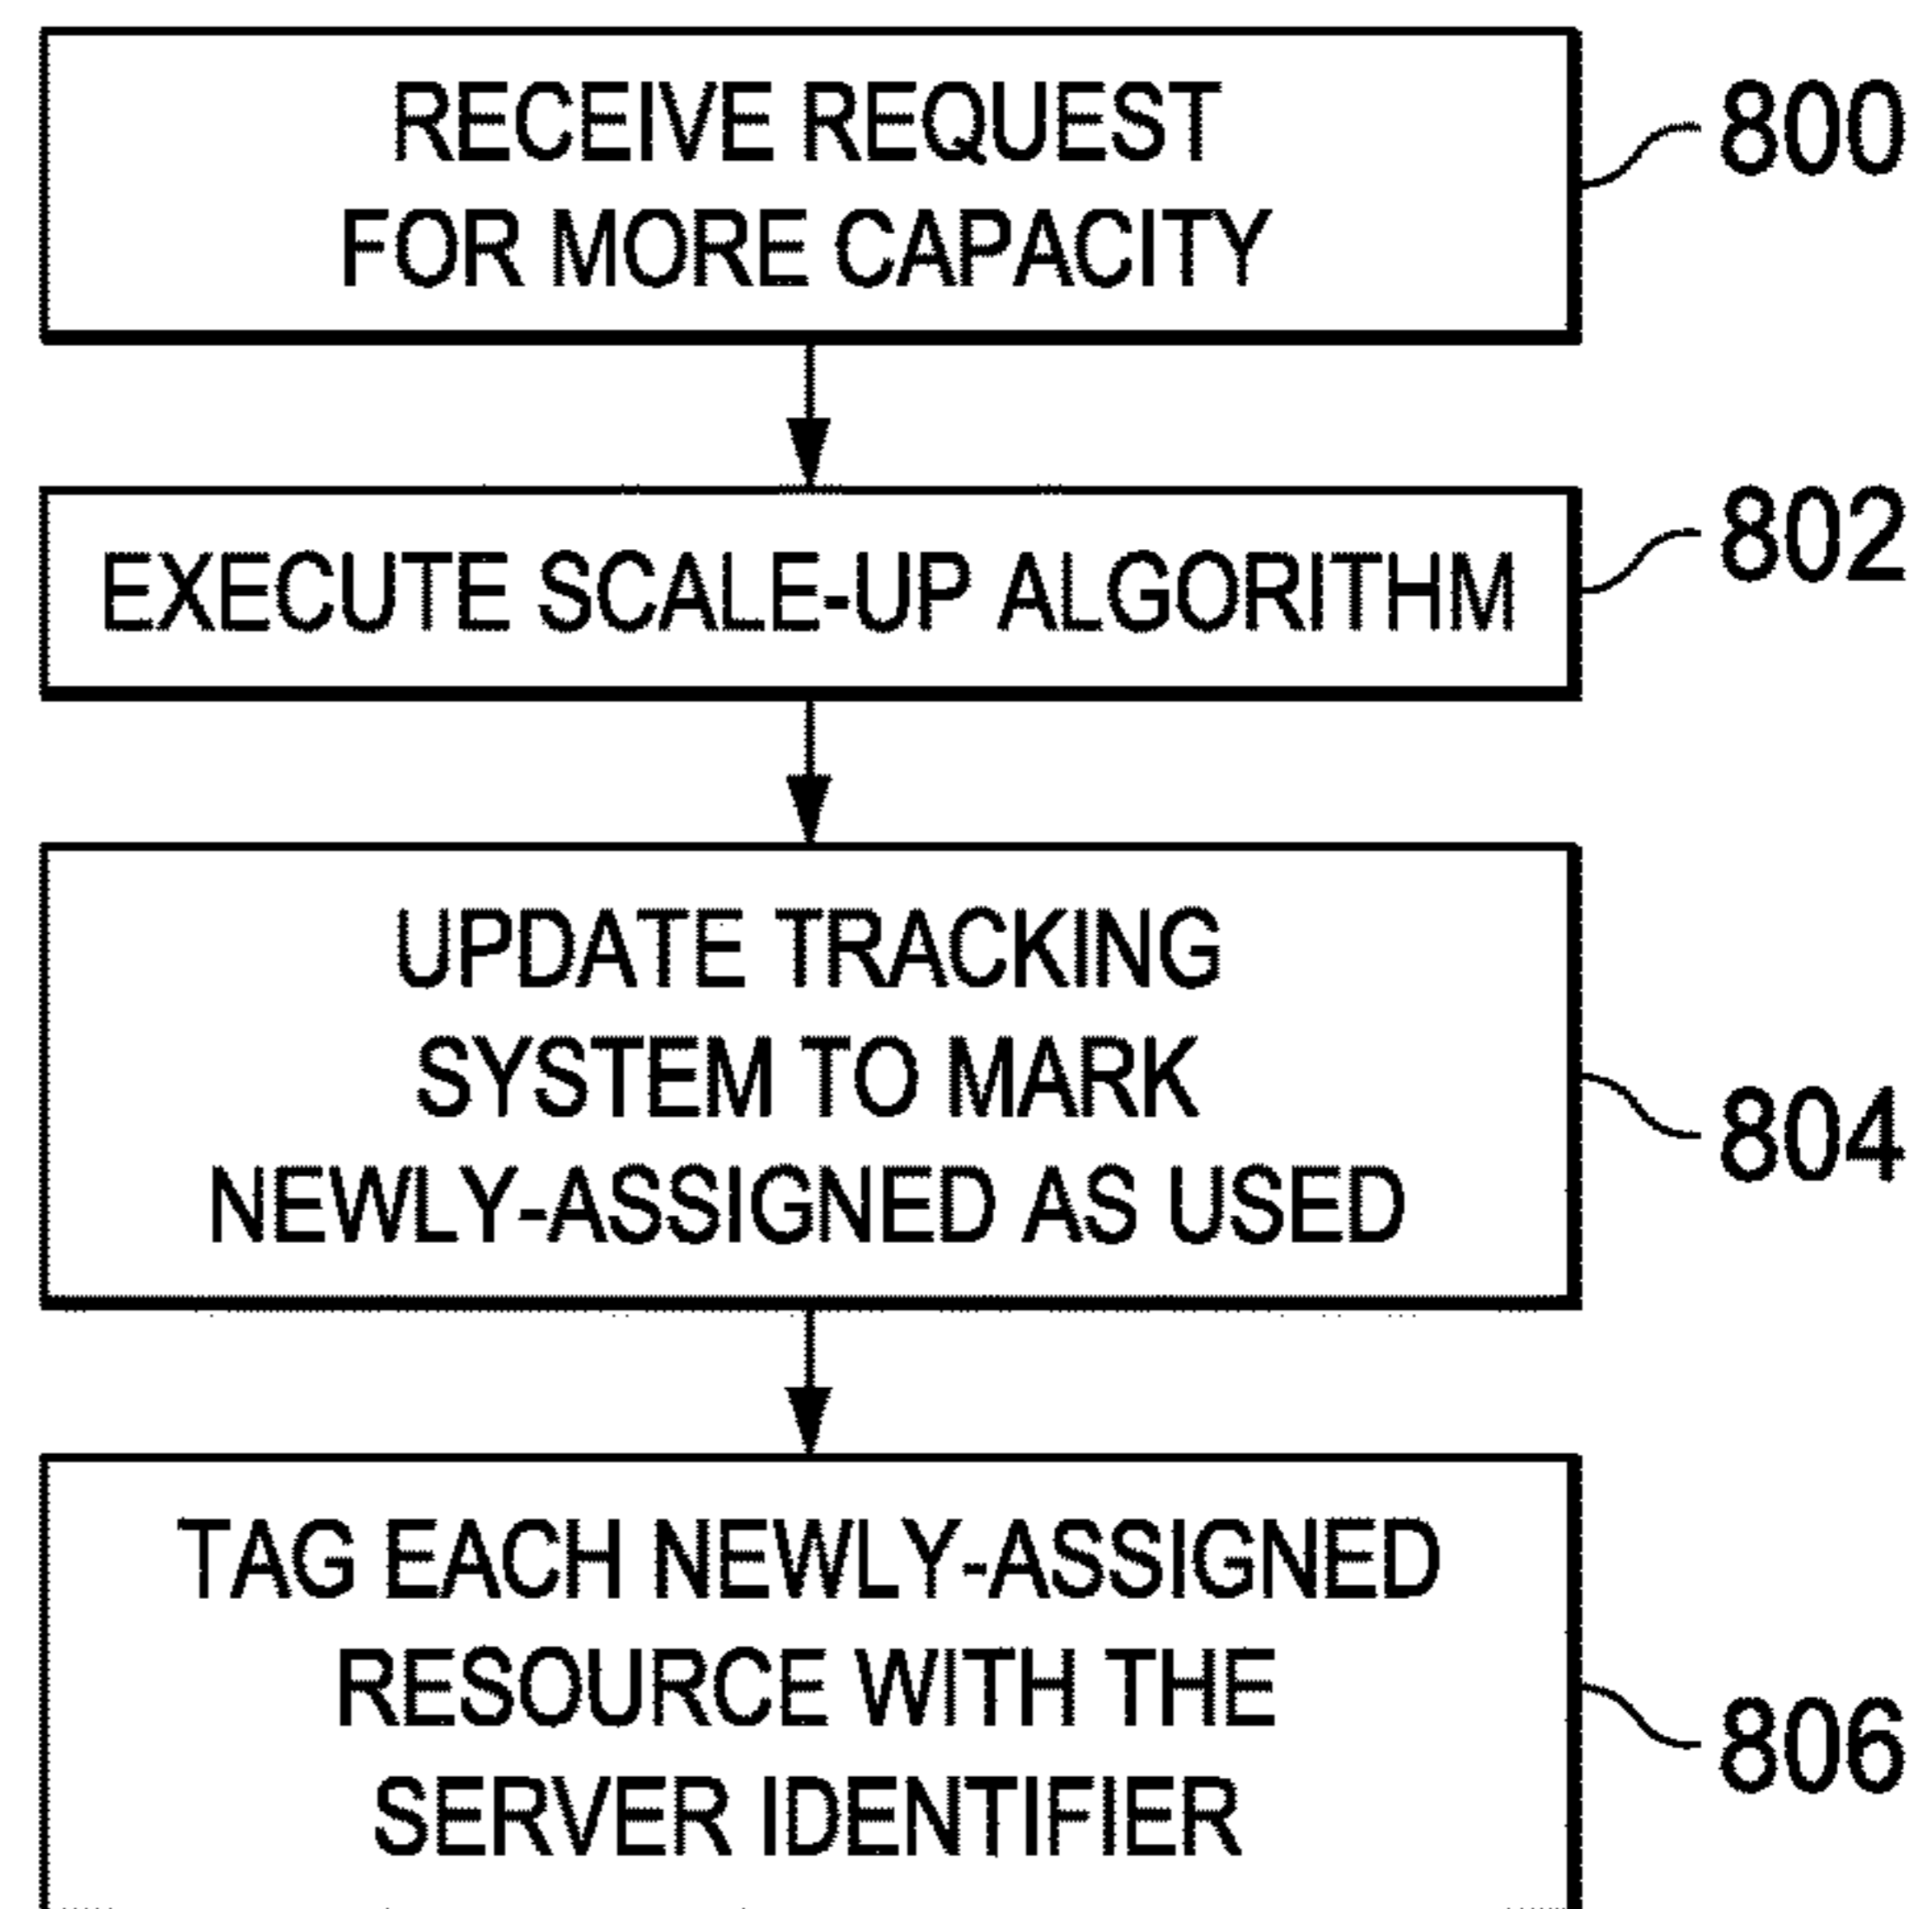 RECEIVE REQUEST
FOR MORE CAPACITY
800
EXECUTE SCALE-UP ALGORITHM
802
UPDATE TRACKING
SYSTEM TO MARK
NEWLY-ASSIGNED AS USED
804
TAG EACH NEWLY-ASSIGNED
RESOURCE WITH THE
SERVER IDENTIFIER
806